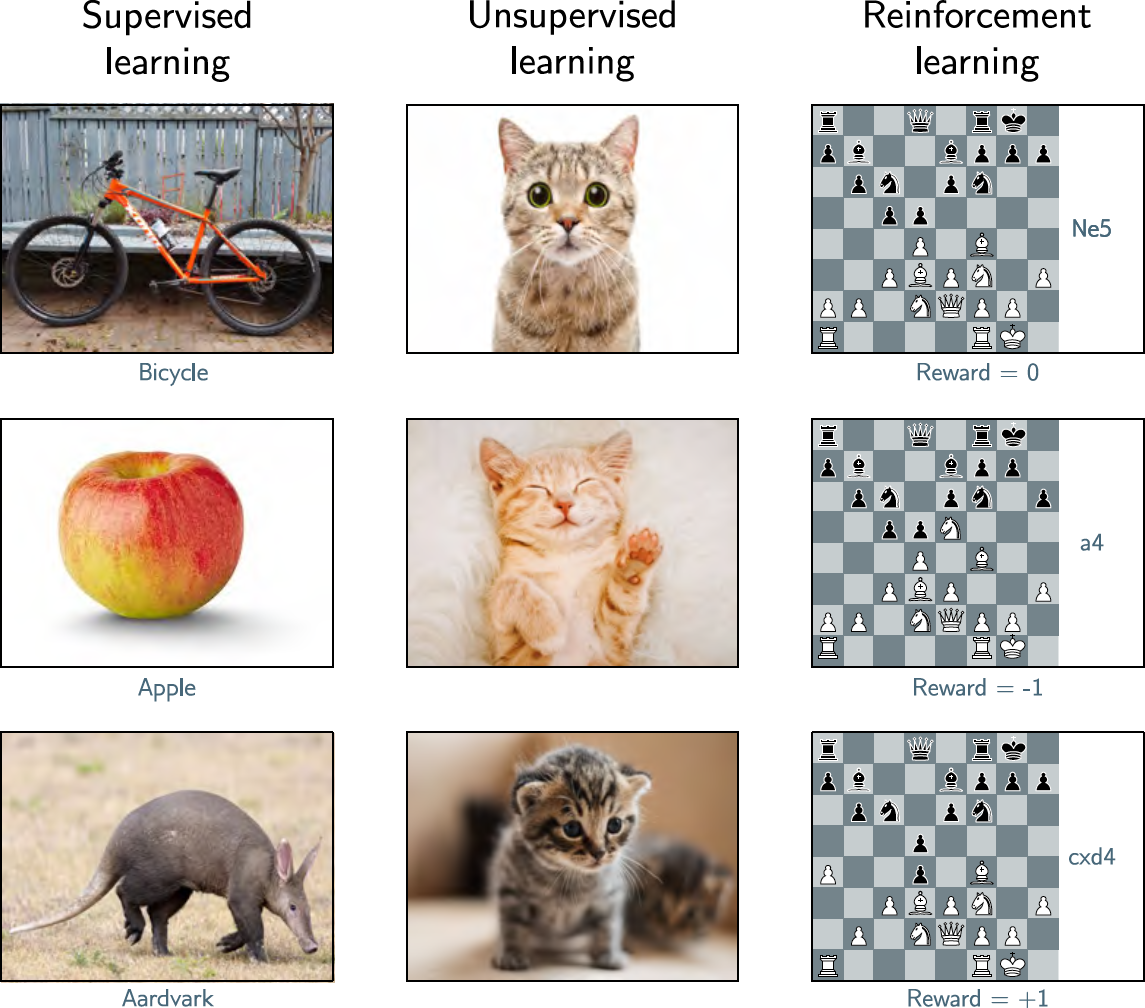 Supervised
learning
Unsupervised
learning
Reinforcement
learning
Bicycle
Ne5
Reward = 0
Apple
a4
Reward = -1
Aardvark
cxd4
Reward = +1